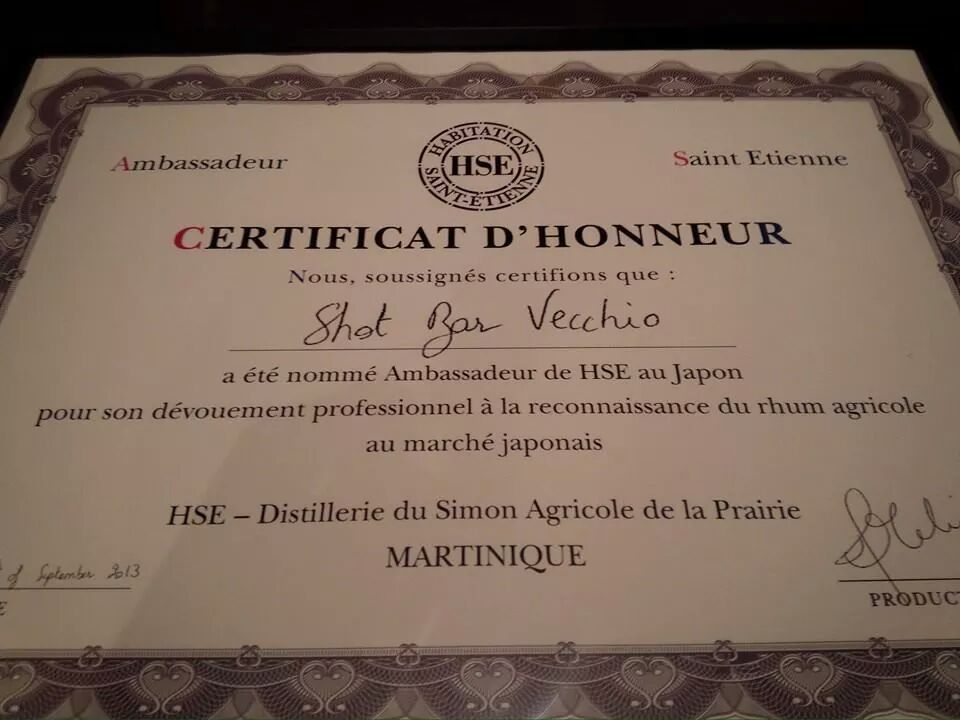 Ambassadeur
HABITATION
HSE
SAINT-ÉTIENNE
Saint Etienne
CERTIFICAT D'HONNEUR
Nous, soussignés certifions que :
Shot Bar Vecchio
a été nommé Ambassadeur de HSE au Japon
pour son dévouement professionnel à la reconnaissance du rhum agricole
au marché japonais
HSE – Distillerie du Simon Agricole de la Prairie
MARTINIQUE
of September 2013
E
PRODUC